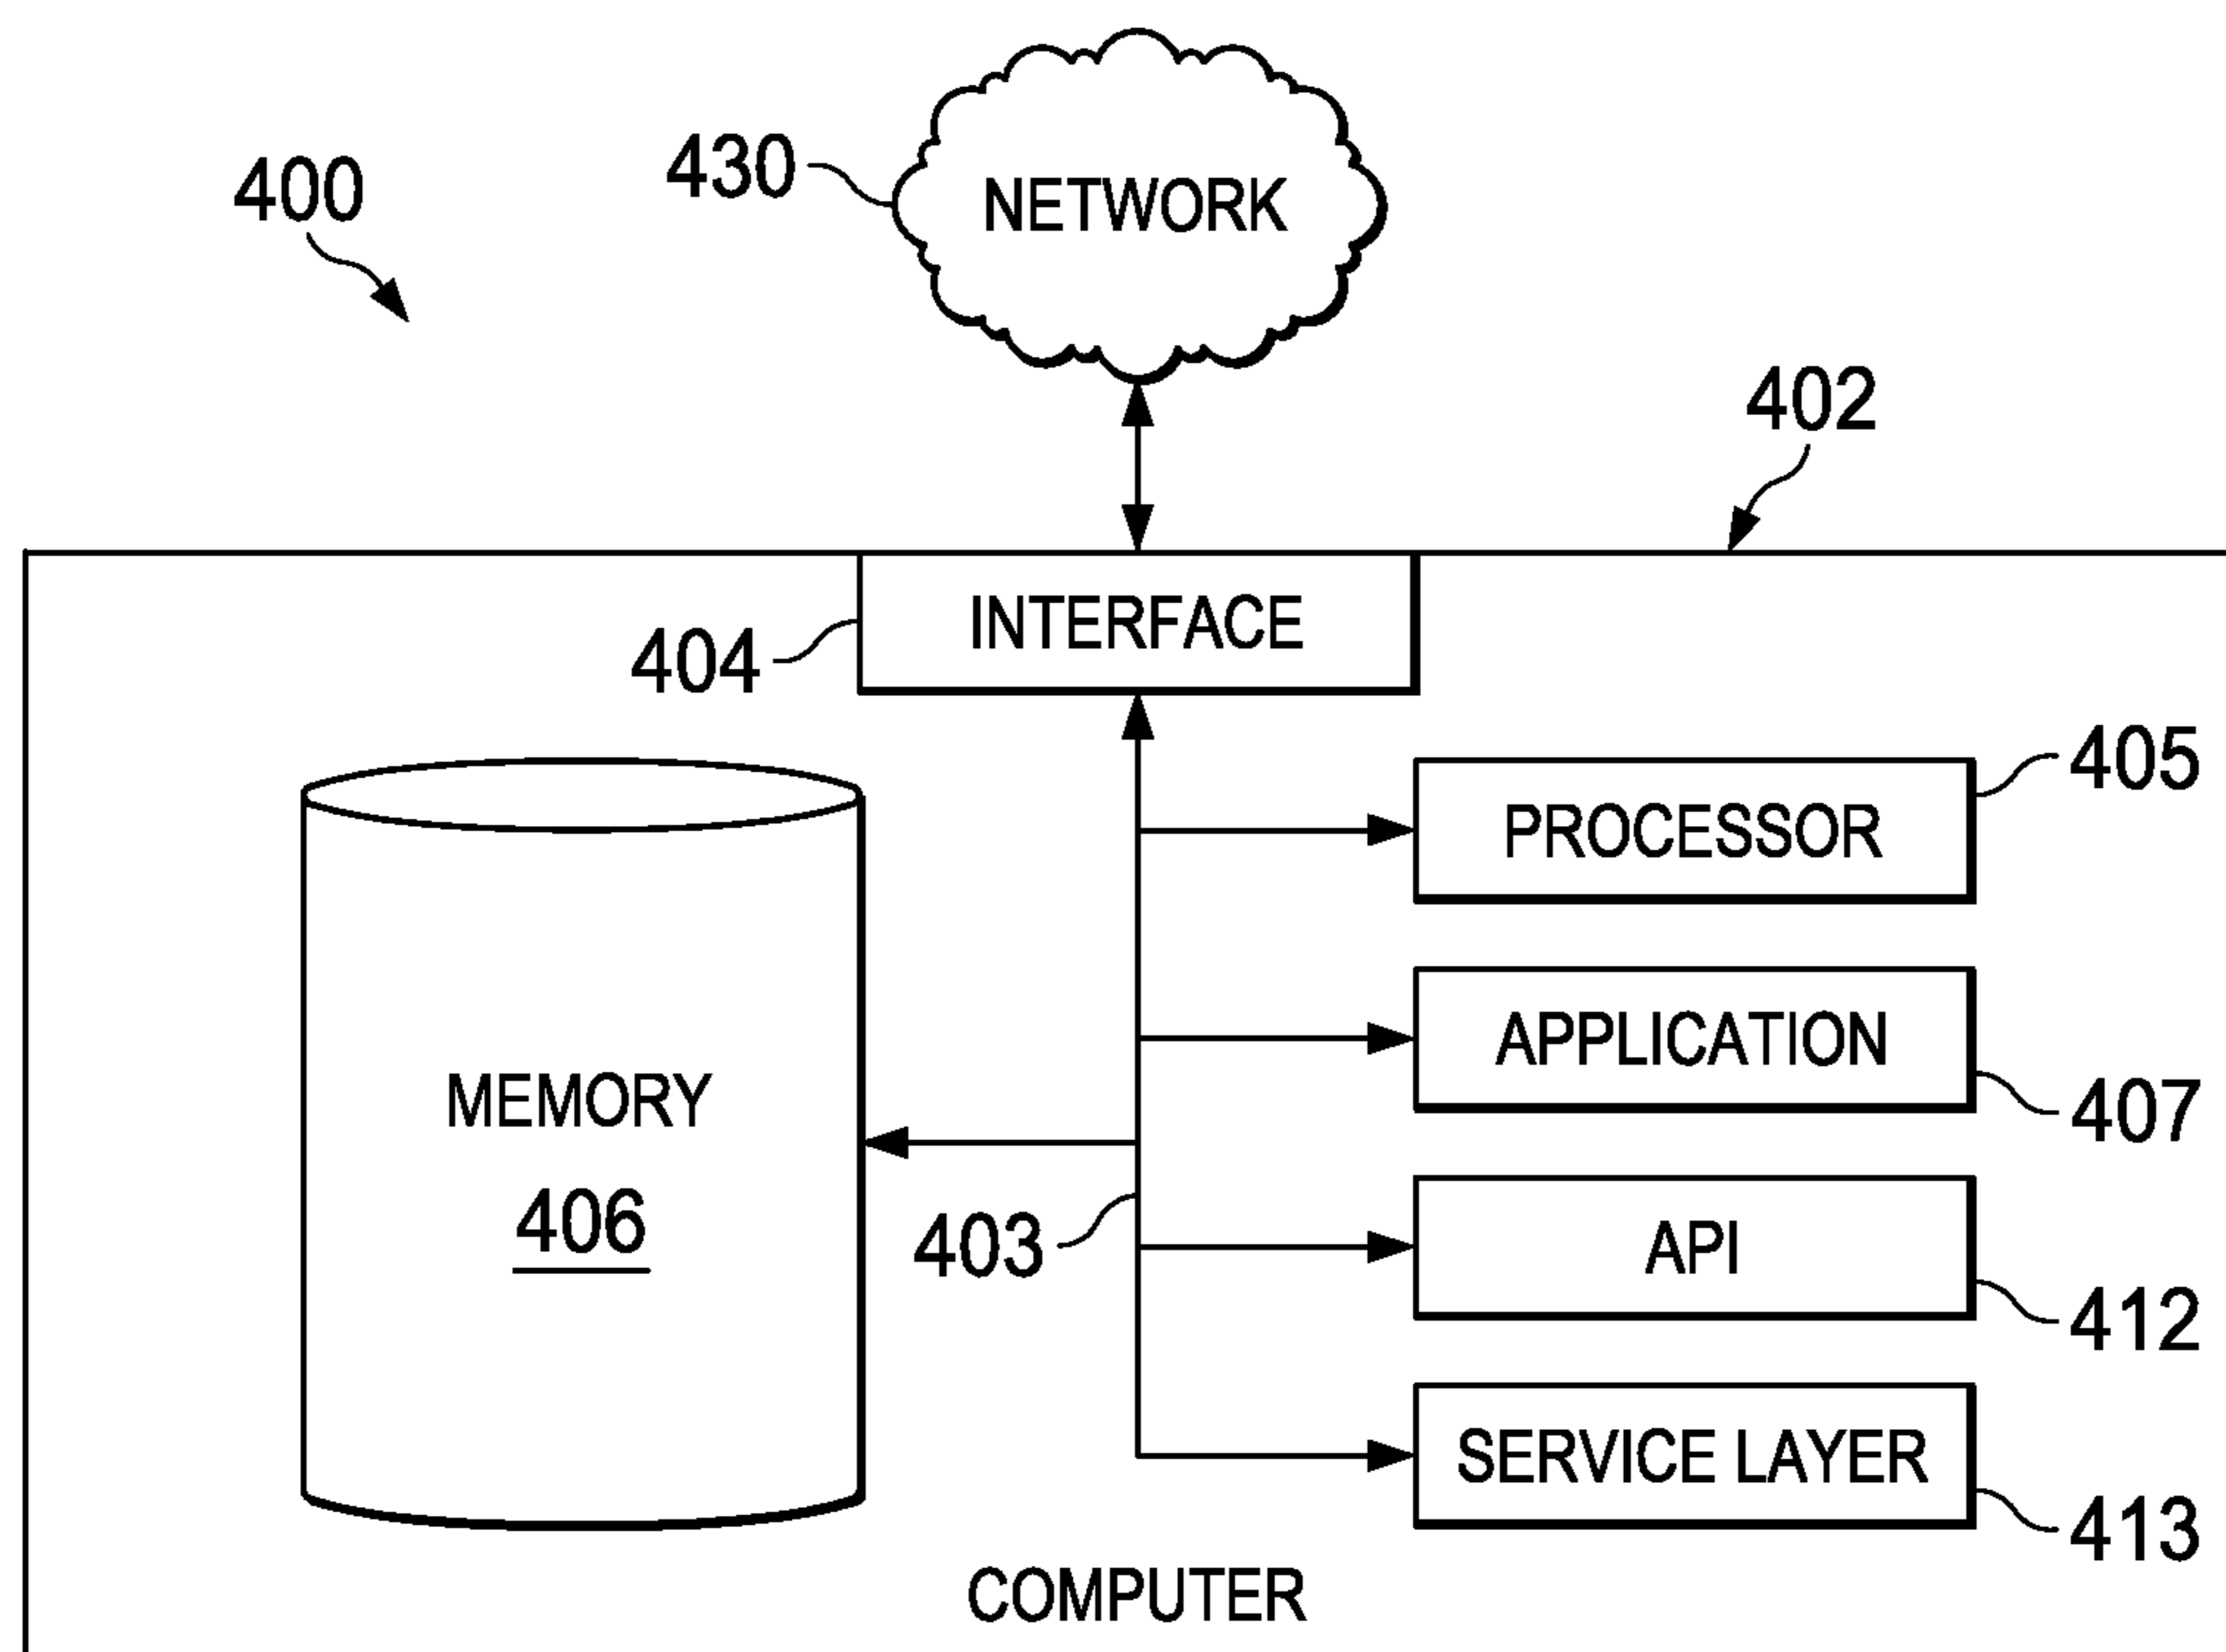 400
430
NETWORK
402
INTERFACE
404
405
PROCESSOR
APPLICATION
407
MEMORY
406
403
API
412
SERVICE LAYER
413
COMPUTER